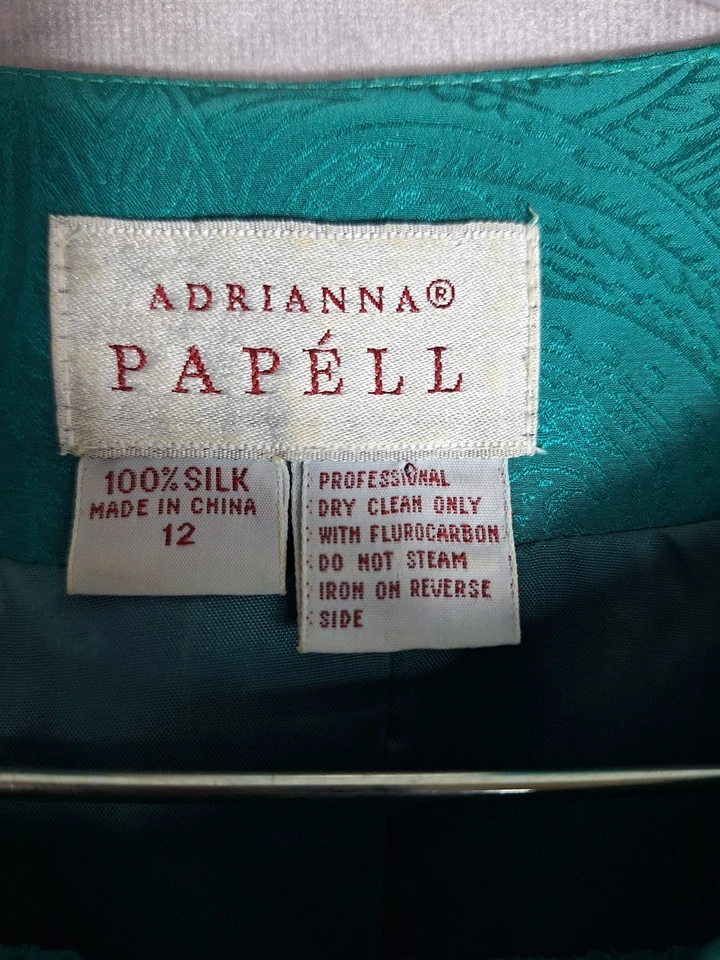 ADRIANNA®
PAPÉLL
100% SILK
MADE IN CHINA
12
PROFESSIONAL
DRY CLEAN ONLY
WITH FLUROCARBON
DO NOT STEAM
IRON ON REVERSE
SIDE